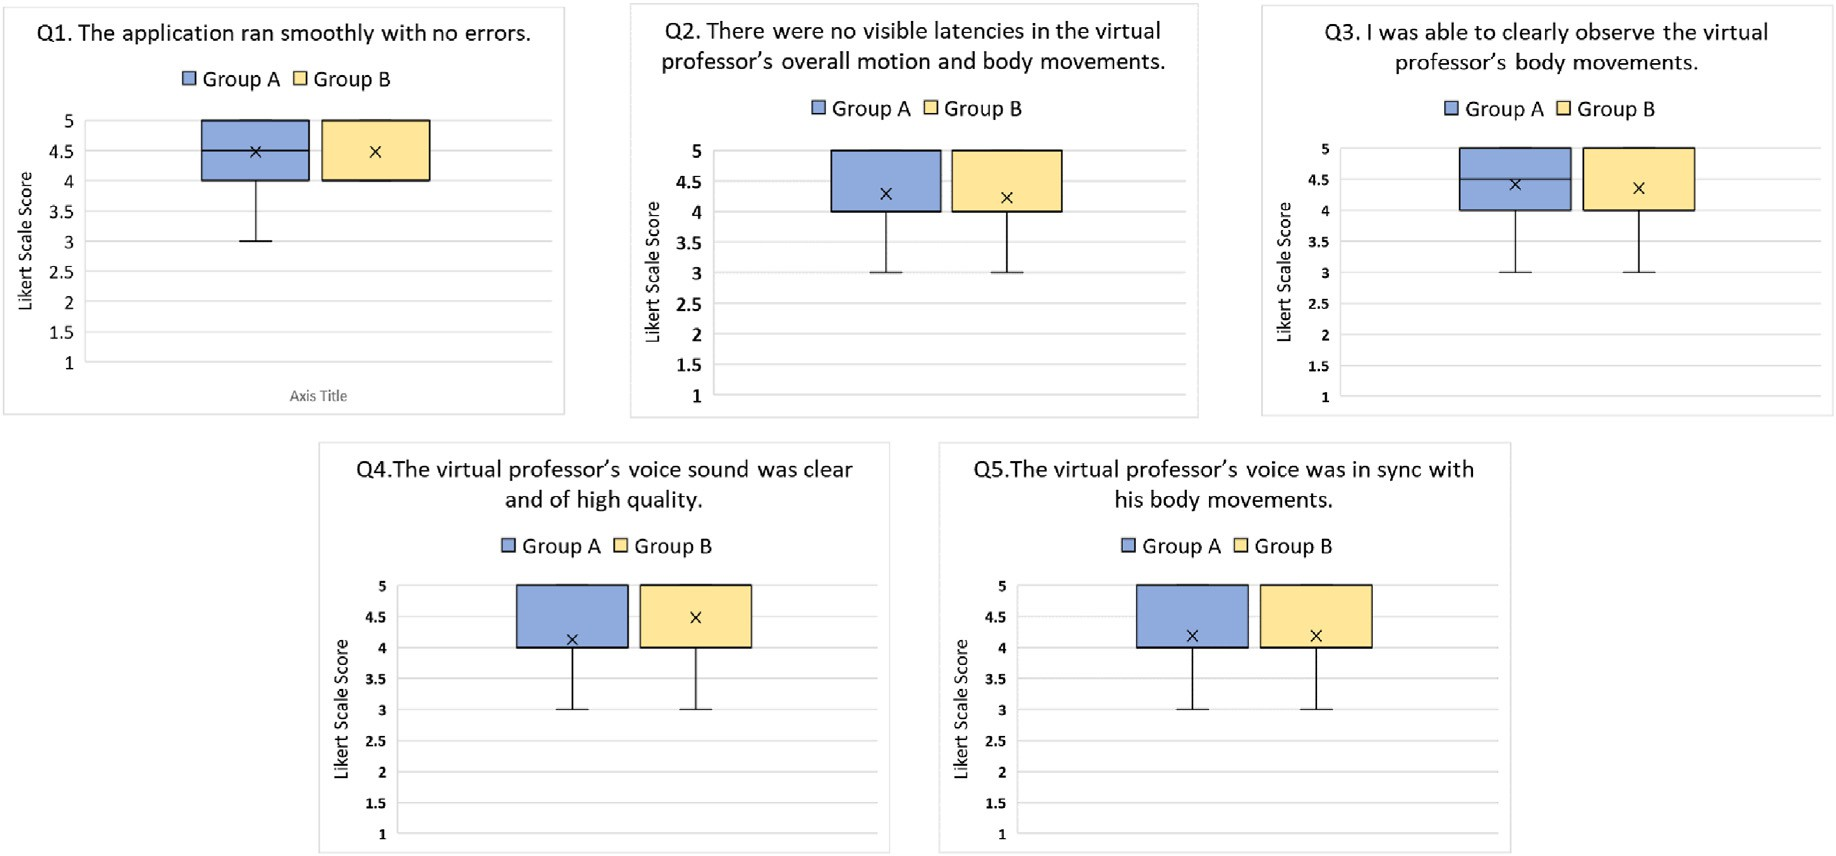 Q1. The application ran smoothly with no errors.
Group A Group B
5
4.5
4
3.5
3
2.5
2
1.5
1
Likert Scale Score
Axis Title
Q2. There were no visible latencies in the virtual
professor's overall motion and body movements.
Group A Group B
5
4.5
4
3.5
3
2.5
2
1.5
1
Likert Scale Score
Q3. I was able to clearly observe the virtual
professor's body movements.
Group A Group B
5
4.5
4
3.5
3
2.5
2
1.5
1
Likert Scale Score
Q4.The virtual professor's voice sound was clear
and of high quality.
Group A Group B
5
4.5
4
3.5
3
2.5
2
1.5
1
Likert Scale Score
Q5.The virtual professor's voice was in sync with
his body movements.
Group A Group B
5
4.5
4
3.5
3
2.5
2
1.5
1
Likert Scale Score